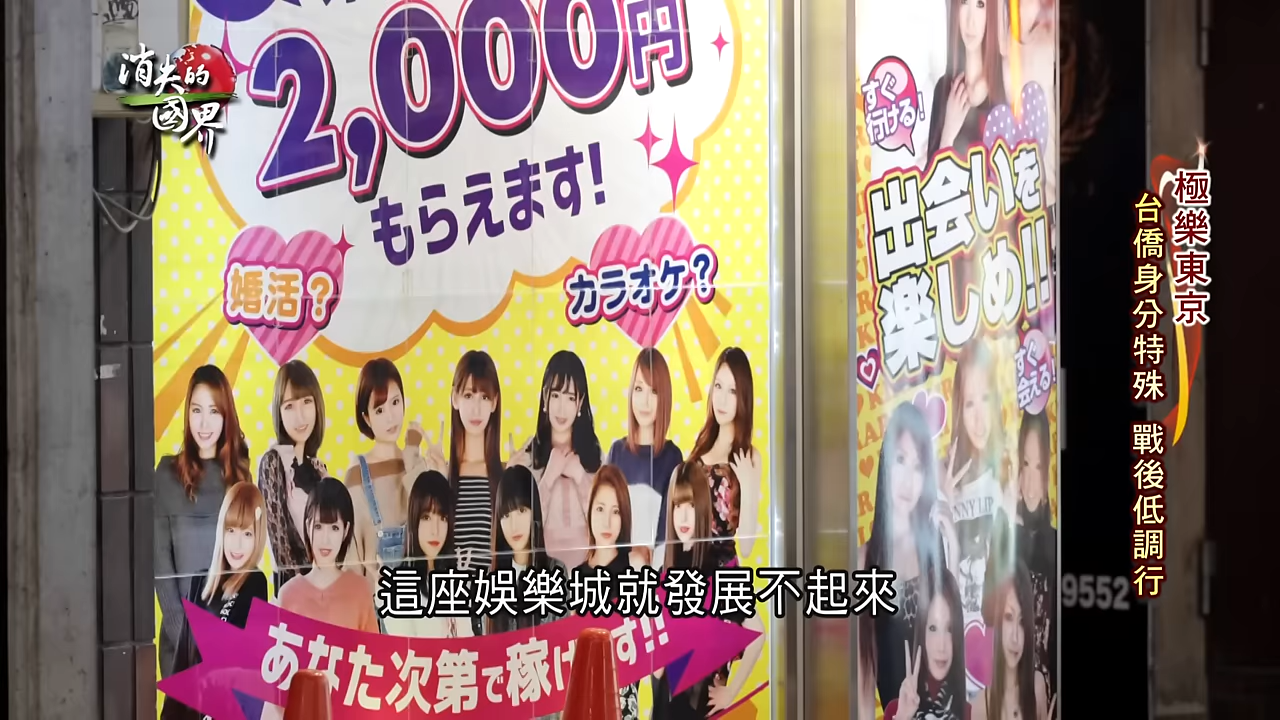 消失的
國界
2,000円
もらえます!
婚活?
カラオケ?
すぐ
行ける!
出会いを
楽しめ!!
すぐ
会える!
極樂東京
台僑身分特殊 戰後低調行
9552
這座娛樂城就發展不起來
あなた次第で稼げます!!